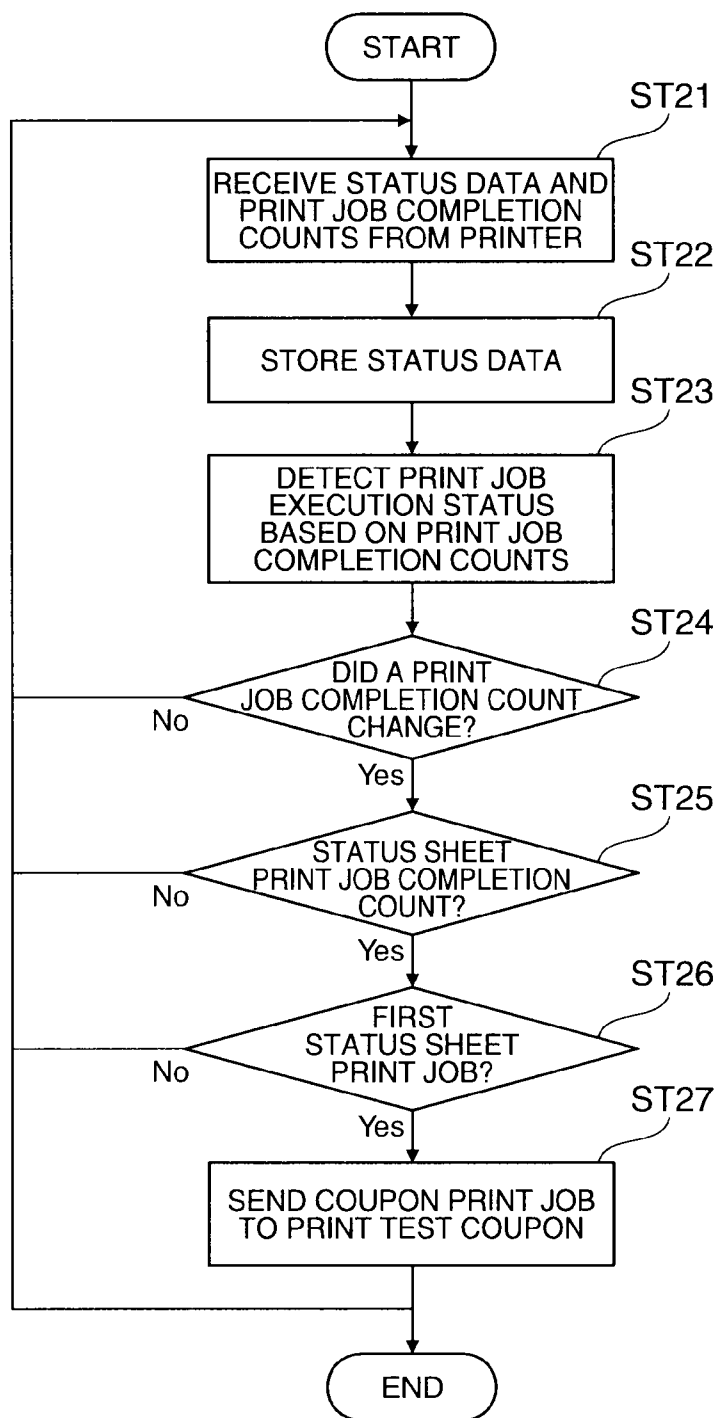 START
ST21
RECEIVE STATUS DATA AND
PRINT JOB COMPLETION
COUNTS FROM PRINTER
ST22
STORE STATUS DATA
ST23
DETECT PRINT JOB
EXECUTION STATUS
BASED ON PRINT JOB
COMPLETION COUNTS
ST24
DID A PRINT
JOB COMPLETION COUNT
CHANGE?
No
Yes
ST25
STATUS SHEET
PRINT JOB COMPLETION
COUNT?
No
Yes
ST26
FIRST
STATUS SHEET
PRINT JOB?
No
Yes
ST27
SEND COUPON PRINT JOB
TO PRINT TEST COUPON
END